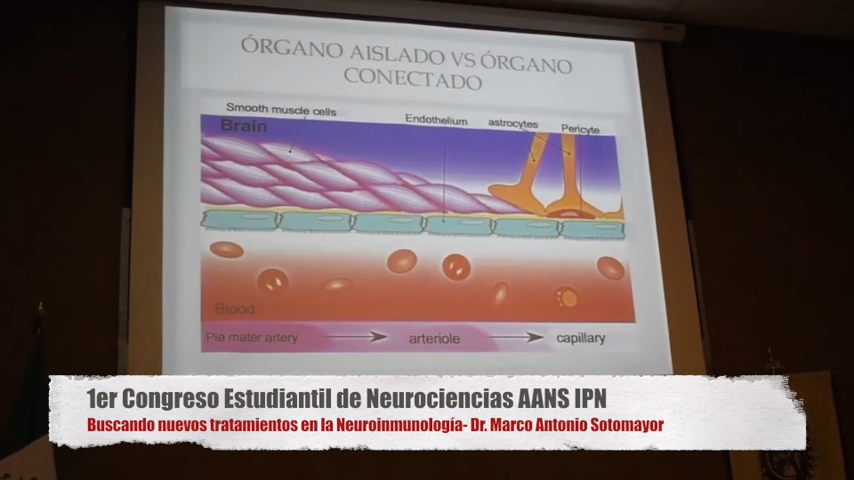 ÓRGANO AISLADO VS ÓRGANO
CONECTADO
Smooth muscle cells
Endothelium
astrocytes
Pericyte
Brain
Blood
Pia mater artery
arteriole
capillary
1er Congreso Estudiantil de Neurociencias AANS IPN
Buscando nuevos tratamientos en la Neuroinmunología- Dr. Marco Antonio Sotomayor